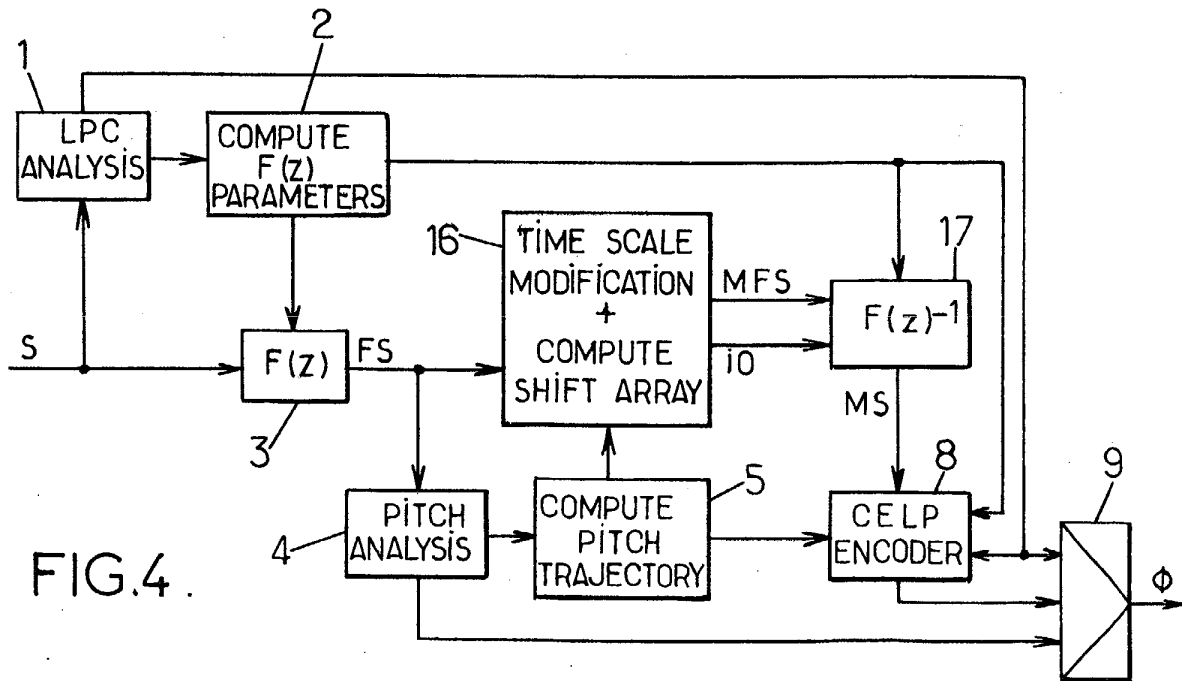 1
LPC
ANALYSIS
2
COMPUTE
F(Z)
PARAMETERS
16
TIME SCALE
MODIFICATION
+
COMPUTE
SHIFT ARRAY
MFS
i0
17
F(Z)-1
S
F(Z)
3
FS
MS
4
PITCH
ANALYSIS
5
COMPUTE
PITCH
TRAJECTORY
8
CELP
ENCODER
9
Φ
FIG.4.